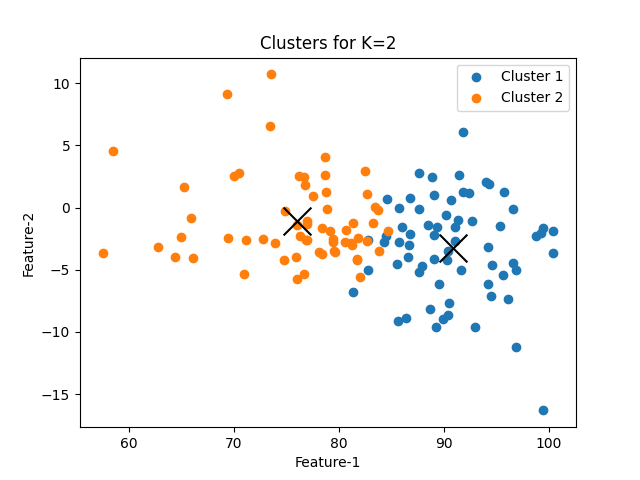 Clusters for K=2
Cluster 1
Cluster 2
10
5
0
−5
−10
−15
Feature-2
60 70 80 90 100
Feature-1